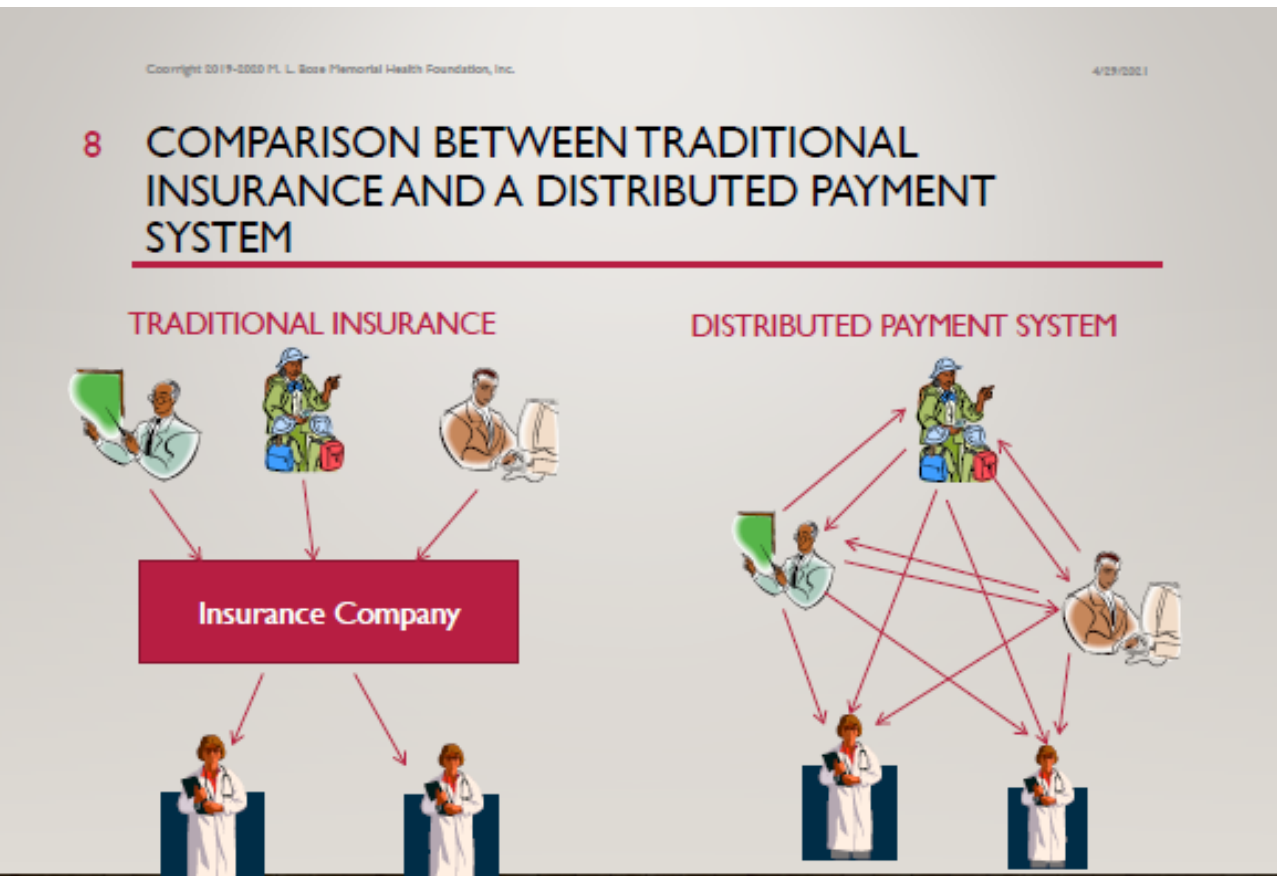 Copyright 2019-2020 M. L. Bose Memorial Health Foundation, Inc.
4/29/2021
8
COMPARISON BETWEEN TRADITIONAL
INSURANCE AND A DISTRIBUTED PAYMENT
SYSTEM
TRADITIONAL INSURANCE
DISTRIBUTED PAYMENT SYSTEM
Insurance Company